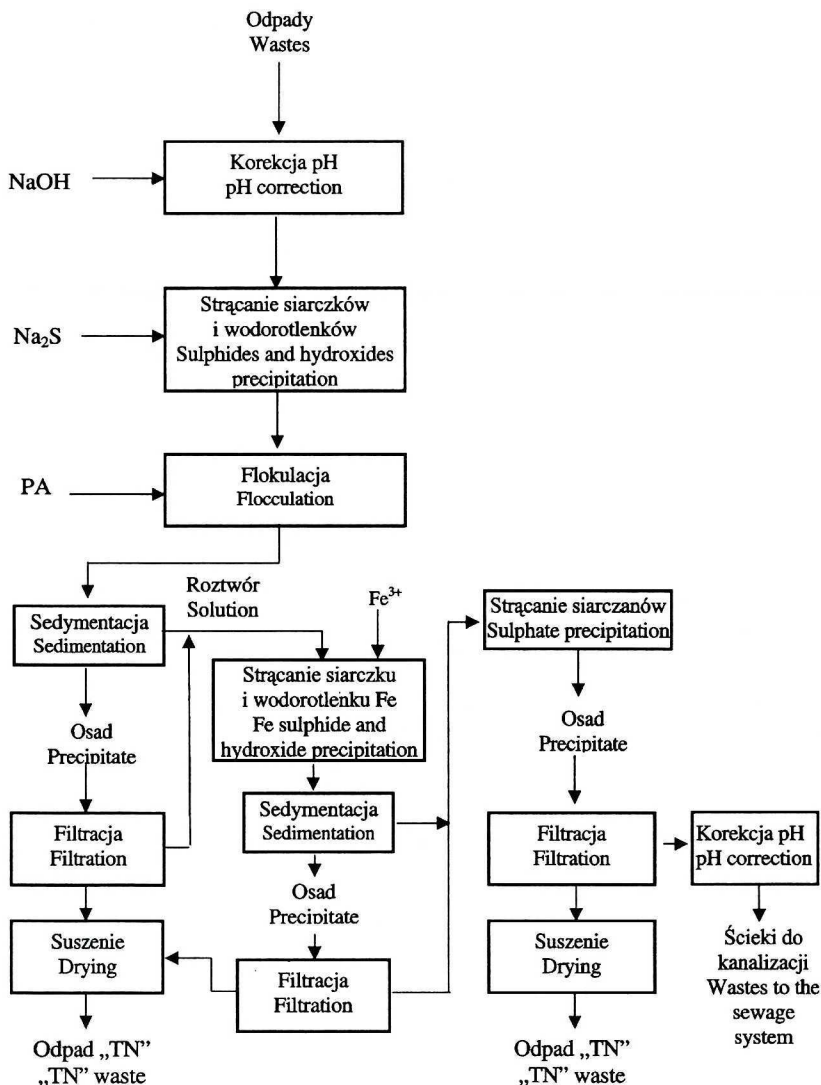 Odpady
Wastes
NaOH
Korekcja pH
pH correction
Na₂S
Strącanie siarczków
i wodorotlenków
Sulphides and hydroxides
precipitation
PA
Flokulacja
Flocculation
Sedymentacja
Sedimentation
Roztwór
Solution
Fe³⁺
Strącanie siarczku
i wodorotlenku Fe
Fe sulphide and
hydroxide precipitation
Strącanie siarczanów
Sulphate precipitation
Osad
Precipitate
Filtracja
Filtration
Suszenie
Drying
Odpad „TN”
„TN” waste
Sedymentacja
Sedimentation
Osad
Precipitate
Filtracja
Filtration
Osad
Precipitate
Filtracja
Filtration
Suszenie
Drying
Odpad „TN”
„TN” waste
Korekcja pH
pH correction
Ścieki do
kanalizacji
Wastes to the
sewage
system